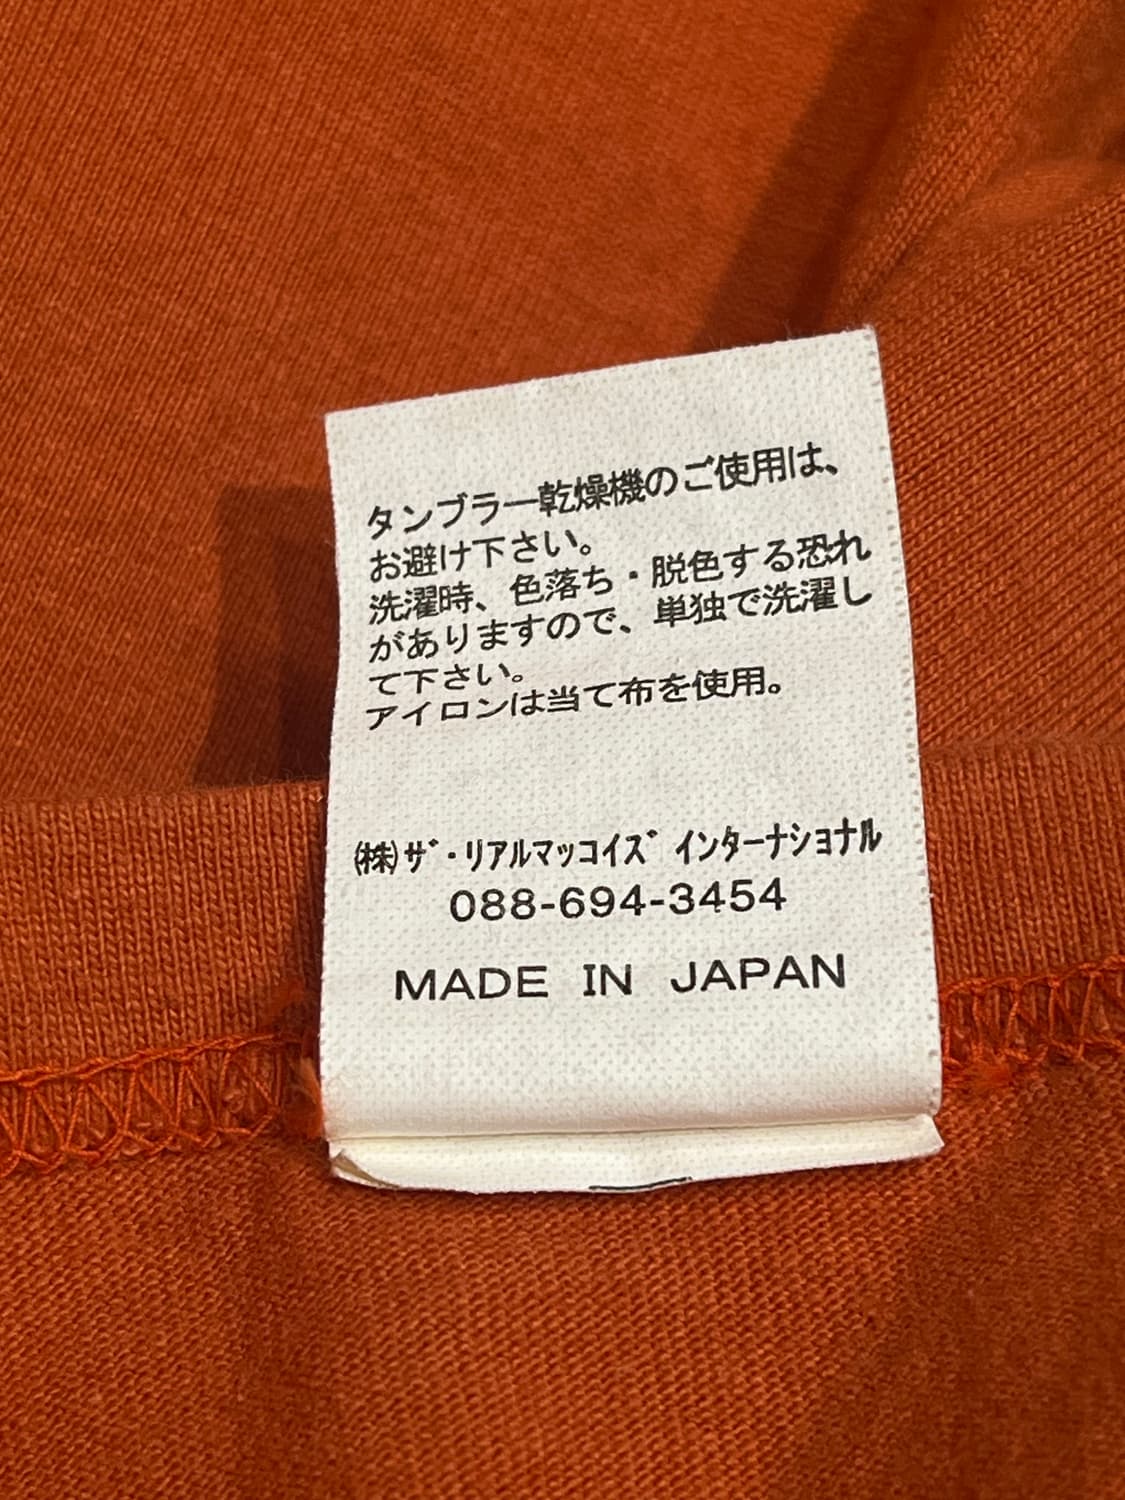 タンブラー乾燥機のご使用は、
お避け下さい。
洗濯時、色落ち・脱色する恐れ
がありますので、単独で洗濯し
て下さい。
アイロンは当て布を使用。
㈱ｻﾞ・ﾘｱﾙﾏｯｺｲｽﾞ ｲﾝﾀｰﾅｼｮﾅﾙ
088-694-3454
MADE IN JAPAN